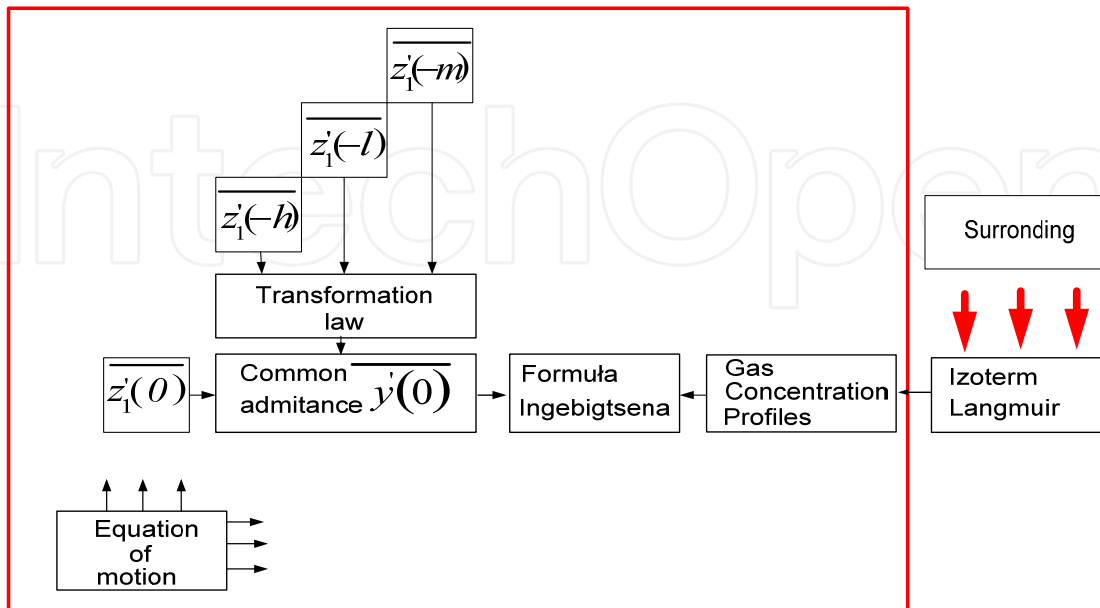 z'₁(-m)
z'₁(-l)
z'₁(-h)
IntechOpen
Surronding
Transformation
law
z'₁(0)
Common
admitance y'(0)
Formuła
Ingebigtsena
Gas
Concentration
Profiles
Izoterm
Langmuir
Equation
of
motion